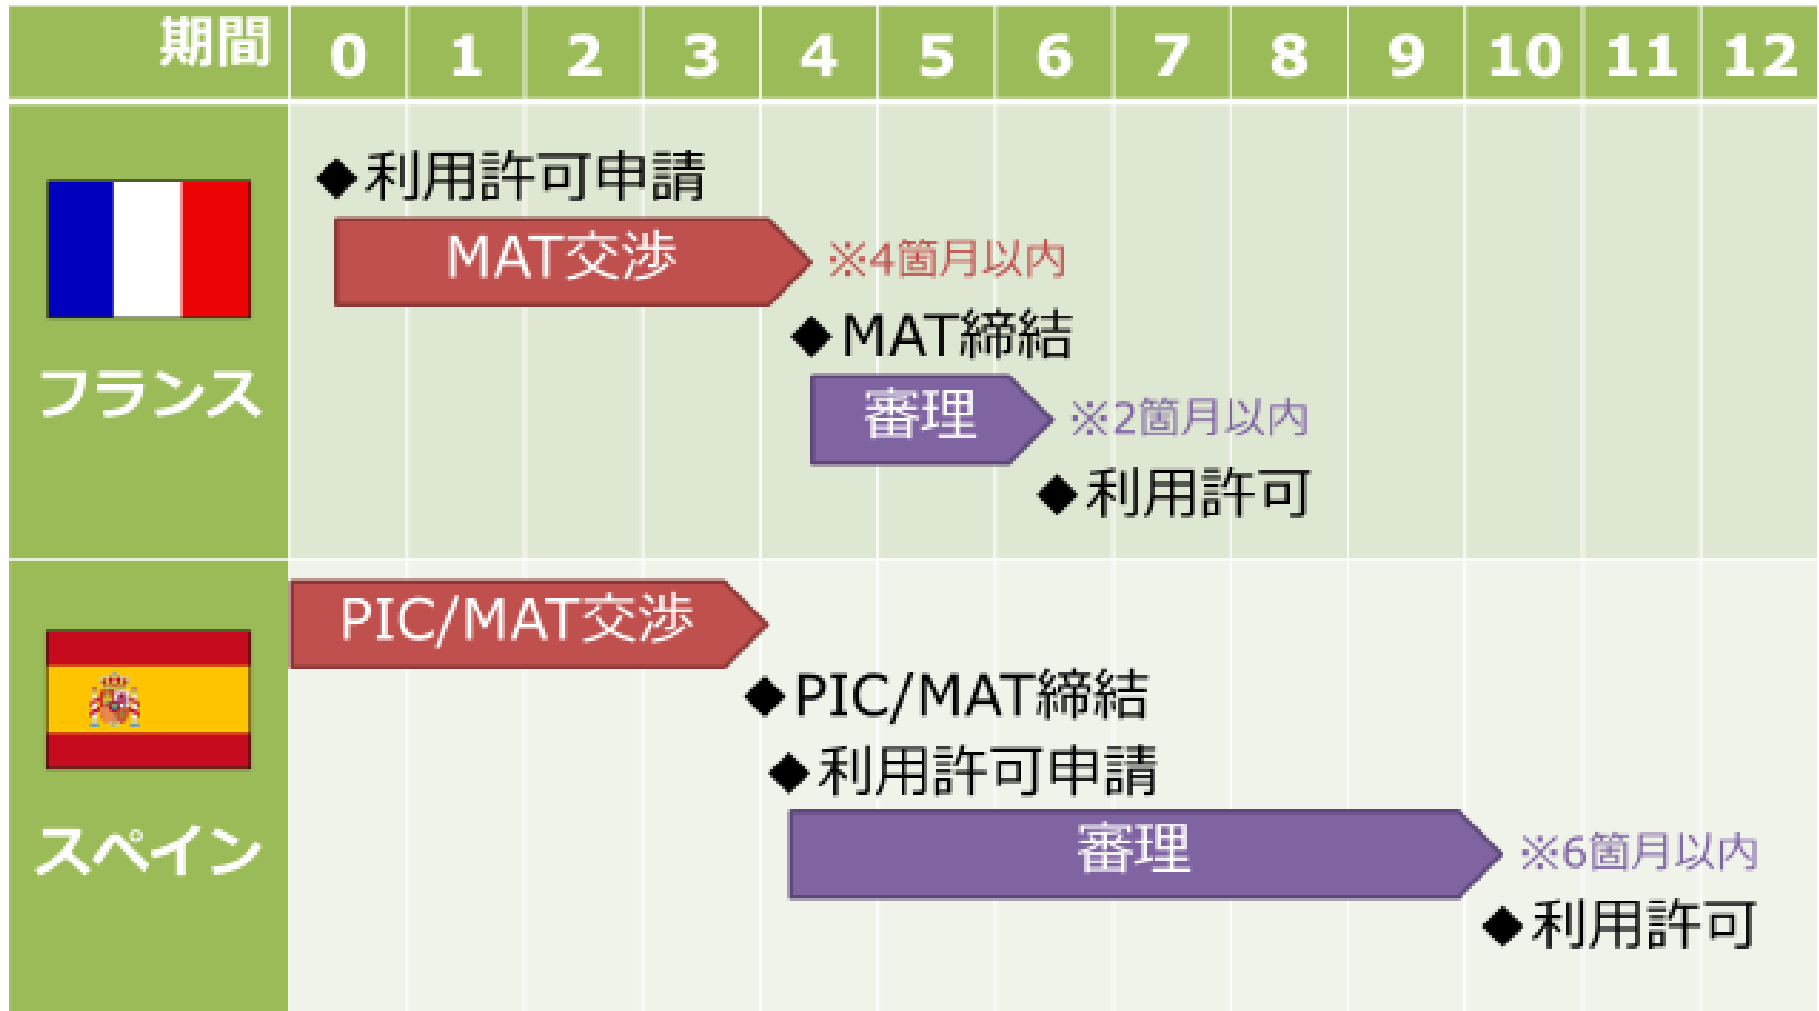 期間 0 1 2 3 4 5 6 7 8 9 10 11 12
フランス
◆利用許可申請
MAT交渉 ※4箇月以内
◆MAT締結
審理 ※2箇月以内
◆利用許可
スペイン
PIC/MAT交渉
◆PIC/MAT締結
◆利用許可申請
審理 ※6箇月以内
◆利用許可